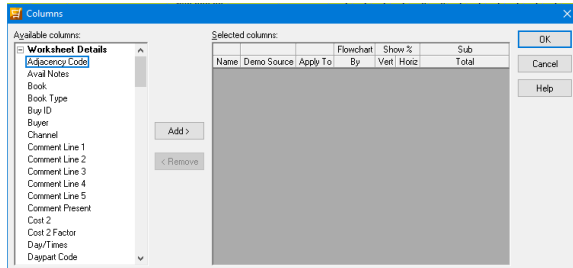 Columns
Available columns:
Worksheet Details
Adjacency Code
Avail Notes
Book
Book Type
Buy ID
Buyer
Channel
Comment Line 1
Comment Line 2
Comment Line 3
Comment Line 4
Comment Line 5
Comment Present
Cost 2
Cost 2 Factor
Day/Times
Daypart Code
Add >
< Remove
Selected columns:
Flowchart Show % Sub
Name Demo Source Apply To By Vert Horiz Total
OK
Cancel
Help